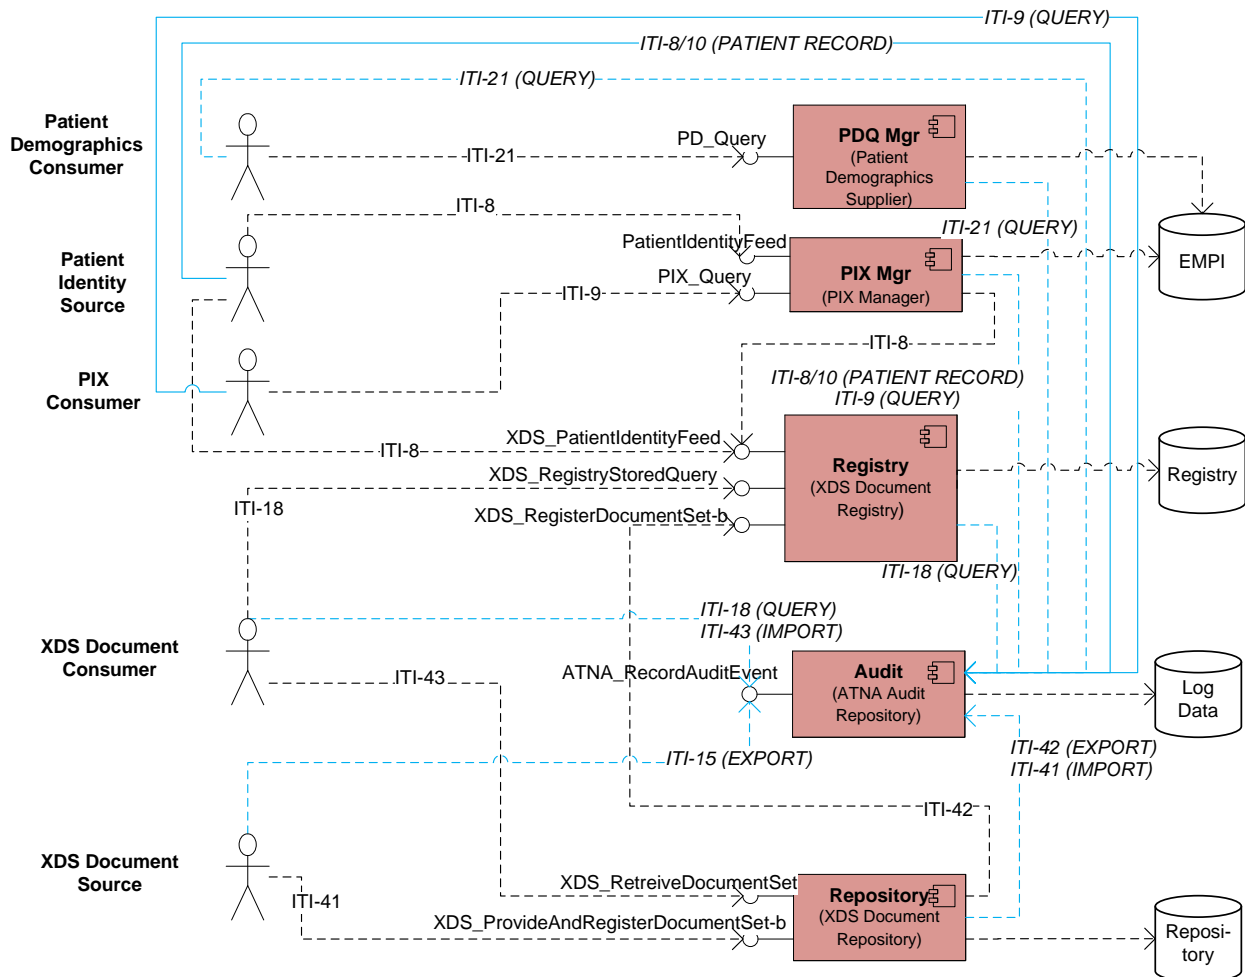 ITI-9 (QUERY)
ITI-8/10 (PATIENT RECORD)
ITI-21 (QUERY)
Patient
Demographics
Consumer
ITI-21
PD_Query
PDQ Mgr
(Patient
Demographics
Supplier)
ITI-8
Patient
Identity
Source
PatientIdentityFeed
PIX_Query
ITI-9
PIX Mgr
(PIX Manager)
ITI-21 (QUERY)
EMPI
ITI-8
PIX
Consumer
ITI-8/10 (PATIENT RECORD)
ITI-9 (QUERY)
ITI-8
XDS_PatientIdentityFeed
XDS_RegistryStoredQuery
XDS_RegisterDocumentSet-b
Registry
(XDS Document
Registry)
Registry
ITI-18
ITI-18 (QUERY)
XDS Document
Consumer
ITI-18 (QUERY)
ITI-43 (IMPORT)
ITI-43
ATNA_RecordAuditEvent
Audit
(ATNA Audit
Repository)
Log
Data
ITI-15 (EXPORT)
ITI-42 (EXPORT)
ITI-41 (IMPORT)
ITI-42
XDS Document
Source
ITI-41
XDS_RetreiveDocumentSet
XDS_ProvideAndRegisterDocumentSet-b
Repository
(XDS Document
Repository)
Reposi-
tory